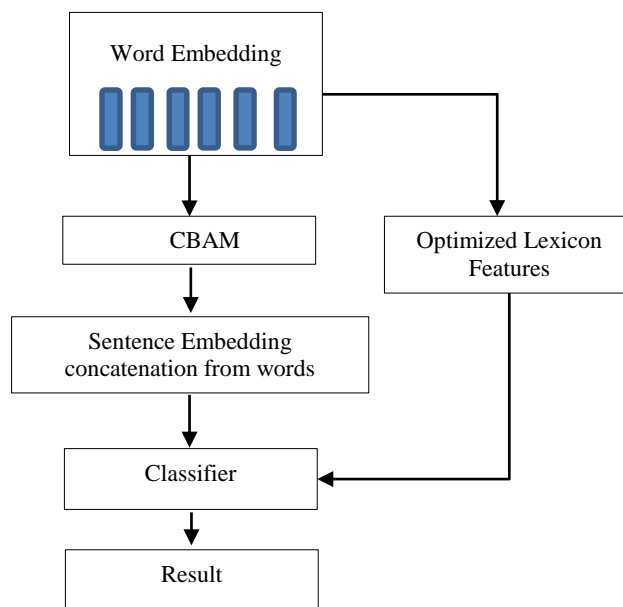 Word Embedding
CBAM
Optimized Lexicon
Features
Sentence Embedding
concatenation from words
Classifier
Result